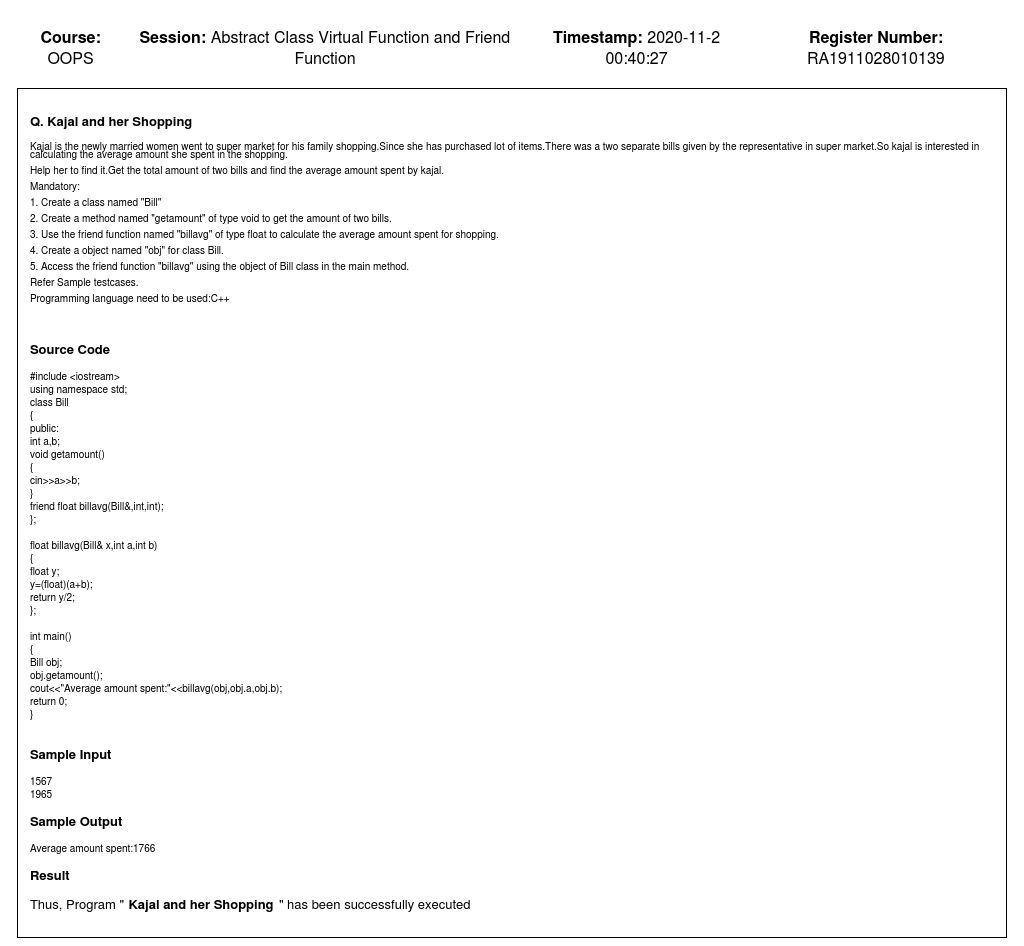 Course:
OOPS
Session: Abstract Class Virtual Function and Friend
Function
Timestamp: 2020-11-2
00:40:27
Register Number:
RA1911028010139
Q. Kajal and her Shopping
Kajal is the newly married women went to super market for his family shopping.Since she has purchased lot of items.There was a two separate bills given by the representative in super market.So kajal is interested in
calculating the average amount she spent in the shopping.
Help her to find it.Get the total amount of two bills and find the average amount spent by kajal.
Mandatory:
1. Create a class named "Bill"
2. Create a method named "getamount" of type void to get the amount of two bills.
3. Use the friend function named "billavg" of type float to calculate the average amount spent for shopping.
4. Create a object named "obj" for class Bill.
5. Access the friend function "billavg" using the object of Bill class in the main method.
Refer Sample testcases.
Programming language need to be used:C++
Source Code
#include <iostream>
using namespace std;
class Bill
{
public:
int a,b;
void getamount()
{
cin>>a>>b;
}
friend float billavg(Bill&,int,int);
};
float billavg(Bill& x,int a,int b)
{
float y;
y=(float)(a+b);
return y/2;
};
int main()
{
Bill obj;
obj.getamount();
cout<<"Average amount spent:"<<billavg(obj,obj.a,obj.b);
return 0;
}
Sample Input
1567
1965
Sample Output
Average amount spent:1766
Result
Thus, Program " Kajal and her Shopping " has been successfully executed